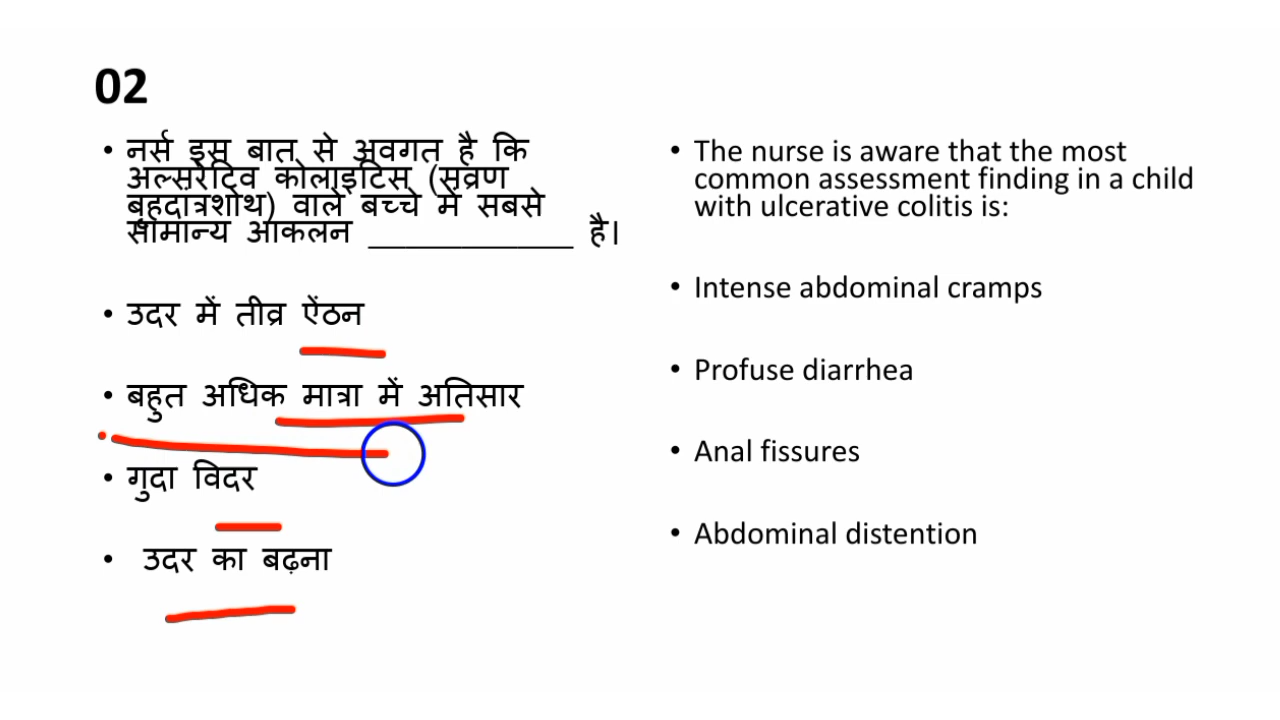 02
• नर्स इस बात से अवगत है कि
अल्सरेटिव कोलाइटिस (सव्रण
बृहदांत्रशोथ) वाले बच्चे में सबसे
सामान्य आकलन ____________ है।
• उदर में तीव्र ऐंठन
• बहुत अधिक मात्रा में अतिसार
• गुदा विदर
• उदर का बढ़ना
• The nurse is aware that the most
common assessment finding in a child
with ulcerative colitis is:
• Intense abdominal cramps
• Profuse diarrhea
• Anal fissures
• Abdominal distention